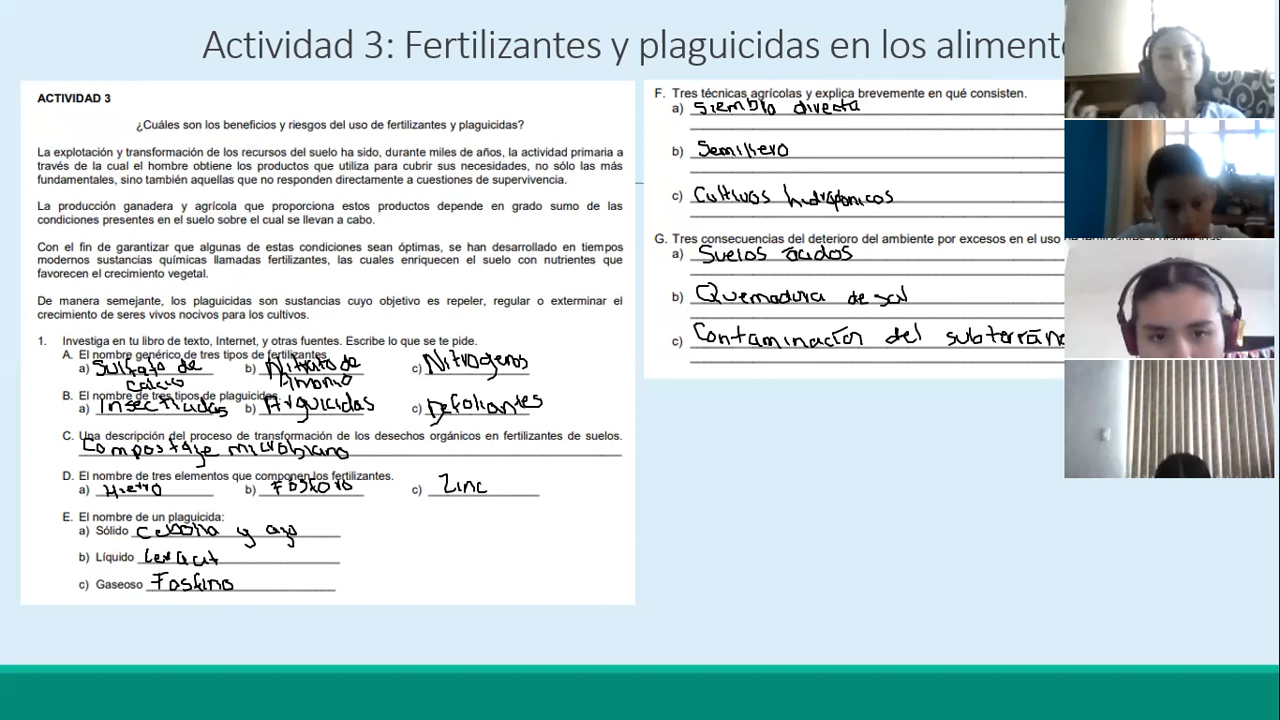 Actividad 3: Fertilizantes y plaguicidas en los aliment
ACTIVIDAD 3
¿Cuáles son los beneficios y riesgos del uso de fertilizantes y plaguicidas?
La explotación y transformación de los recursos del suelo ha sido, durante miles de años, la actividad primaria a
través de la cual el hombre obtiene los productos que utiliza para cubrir sus necesidades, no sólo las más
fundamentales, sino también aquellas que no responden directamente a cuestiones de supervivencia.
La producción ganadera y agrícola que proporciona estos productos depende en grado sumo de las
condiciones presentes en el suelo sobre el cual se llevan a cabo.
Con el fin de garantizar que algunas de estas condiciones sean óptimas, se han desarrollado en tiempos
modernos sustancias químicas llamadas fertilizantes, las cuales enriquecen el suelo con nutrientes que
favorecen el crecimiento vegetal.
De manera semejante, los plaguicidas son sustancias cuyo objetivo es repeler, regular o exterminar el
crecimiento de seres vivos nocivos para los cultivos.
1. Investiga en tu libro de texto, Internet, y otras fuentes. Escribe lo que se te pide.
A. El nombre genérico de tres tipos de fertilizantes.
a) Sulfato de calcio b) Nitrato de Amonio c) Nitrogenos
B. El nombre de tres tipos de plaguicidas.
a) Insecticidas b) Alguicidas c) Defoliantes
C. Una descripción del proceso de transformación de los desechos orgánicos en fertilizantes de suelos.
Compostaje microbiano
D. El nombre de tres elementos que componen los fertilizantes.
a) Hierro b) Fósforo c) Zinc
E. El nombre de un plaguicida:
a) Sólido cebolla y ajo
b) Líquido
c) Gaseoso Fosfino
F. Tres técnicas agrícolas y explica brevemente en qué consisten.
a) Siembla divecta
b) Semillero
c) Cultivos hidroponicos
G. Tres consecuencias del deterioro del ambiente por excesos en el uso
a) Suelos ácidos
b) Quemadura de sol
c) Contaminación del subterráne